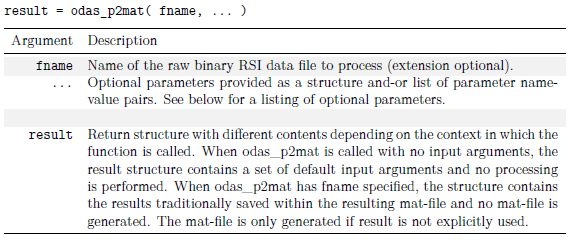 result = odas_p2mat( fname, ... )
Argument Description
fname Name of the raw binary RSI data file to process (extension optional).
... Optional parameters provided as a structure and-or list of parameter name-
value pairs. See below for a listing of optional parameters.
result Return structure with different contents depending on the context in which the
function is called. When odas_p2mat is called with no input arguments, the
result structure contains a set of default input arguments and no processing
is performed. When odas_p2mat has fname specified, the structure contains
the results traditionally saved within the resulting mat-file and no mat-file is
generated. The mat-file is only generated if result is not explicitly used.